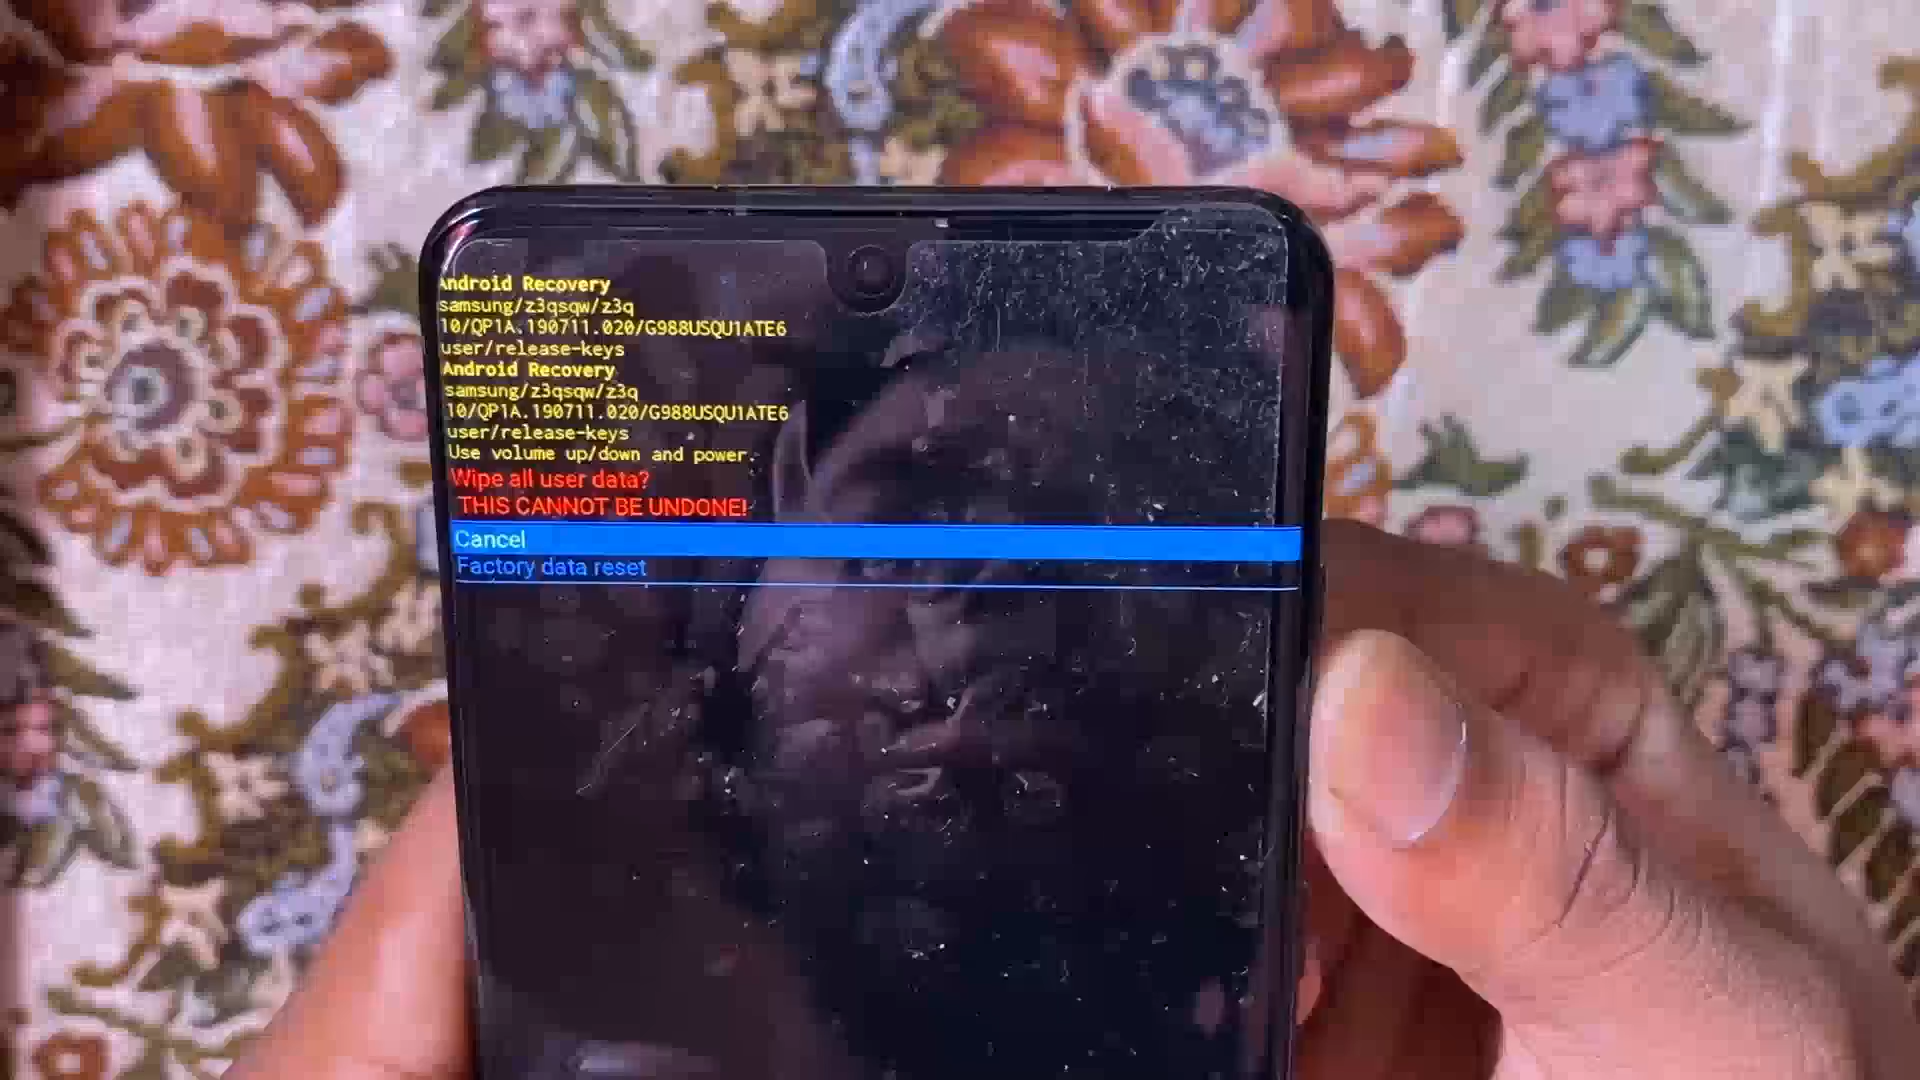 Android Recovery
samsung/z3qsqw/z3q
10/QP1A.190711.020/G988USQU1ATE6
user/release-keys
Android Recovery
samsung/z3qsqw/z3q
10/QP1A.190711.020/G988USQU1ATE6
user/release-keys
Use volume up/down and power.
Wipe all user data?
THIS CANNOT BE UNDONE!
Cancel
Factory data reset